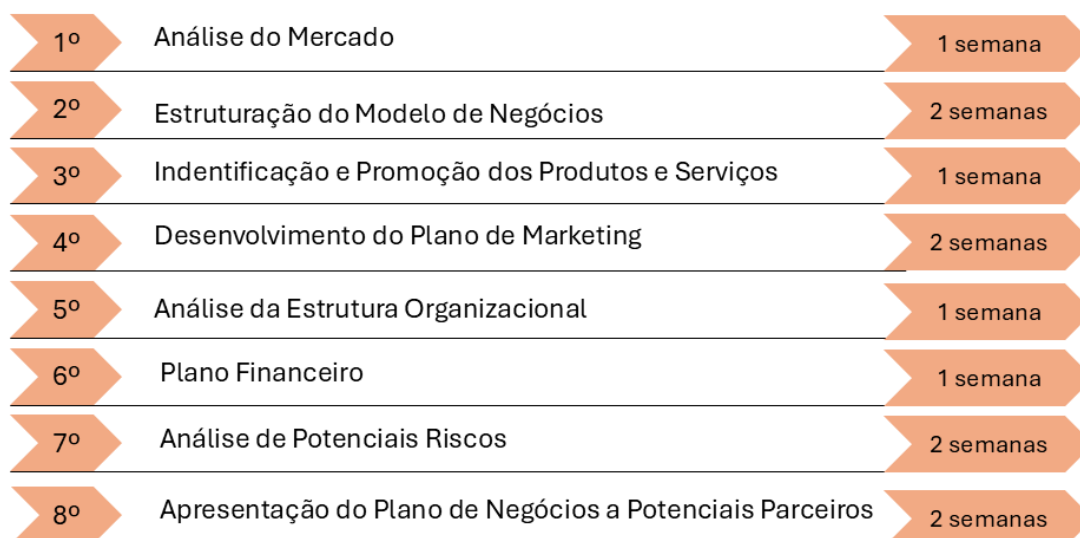 1º Análise do Mercado 1 semana
2º Estruturação do Modelo de Negócios 2 semanas
3º Indentificação e Promoção dos Produtos e Serviços 1 semana
4º Desenvolvimento do Plano de Marketing 2 semanas
5º Análise da Estrutura Organizacional 1 semana
6º Plano Financeiro 1 semana
7º Análise de Potenciais Riscos 2 semanas
8º Apresentação do Plano de Negócios a Potenciais Parceiros 2 semanas